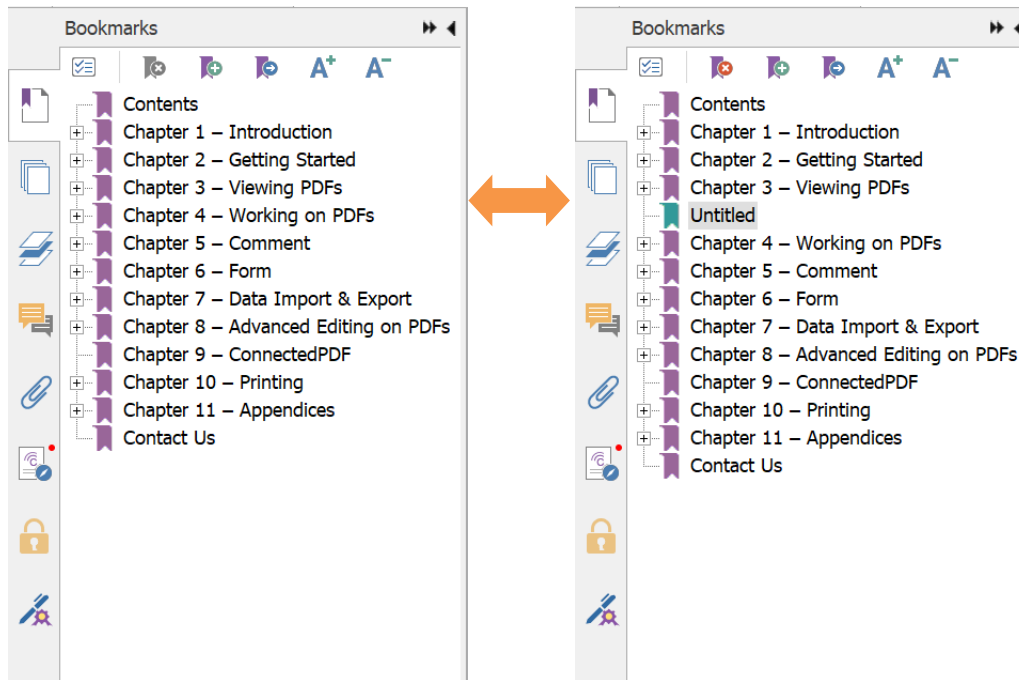 Bookmarks
A+ A-
Contents
Chapter 1 – Introduction
Chapter 2 – Getting Started
Chapter 3 – Viewing PDFs
Chapter 4 – Working on PDFs
Chapter 5 – Comment
Chapter 6 – Form
Chapter 7 – Data Import & Export
Chapter 8 – Advanced Editing on PDFs
Chapter 9 – ConnectedPDF
Chapter 10 – Printing
Chapter 11 – Appendices
Contact Us
Bookmarks
A+ A-
Contents
Chapter 1 – Introduction
Chapter 2 – Getting Started
Chapter 3 – Viewing PDFs
Untitled
Chapter 4 – Working on PDFs
Chapter 5 – Comment
Chapter 6 – Form
Chapter 7 – Data Import & Export
Chapter 8 – Advanced Editing on PDFs
Chapter 9 – ConnectedPDF
Chapter 10 – Printing
Chapter 11 – Appendices
Contact Us